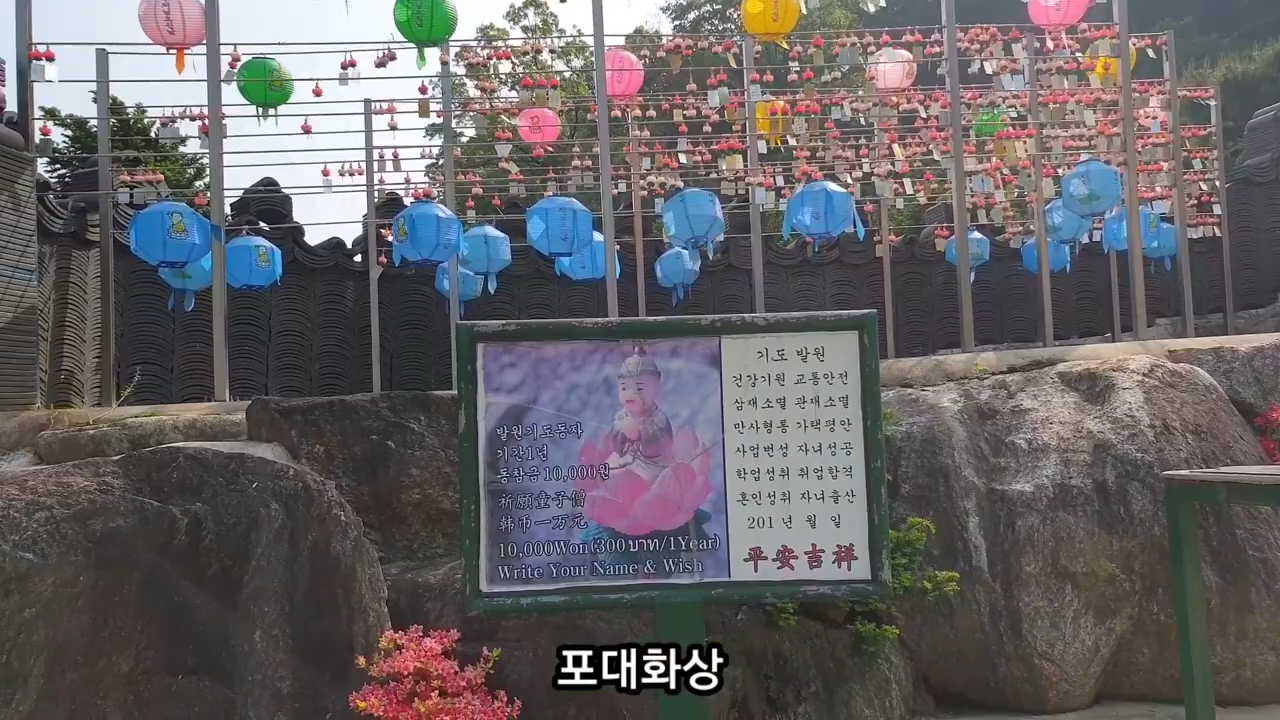 발원기도동자
기간1년
동참금 10,000원
祈願童子僧
韩币一万元
10,000Won (300บาท/1Year)
Write Your Name & Wish
기도 발원
건강기원 교통안전
삼재소멸 관재소멸
만사형통 가택평안
사업번성 자녀성공
학업성취 취업합격
혼인성취 자녀출산
201 년 월 일
平安吉祥
포대화상